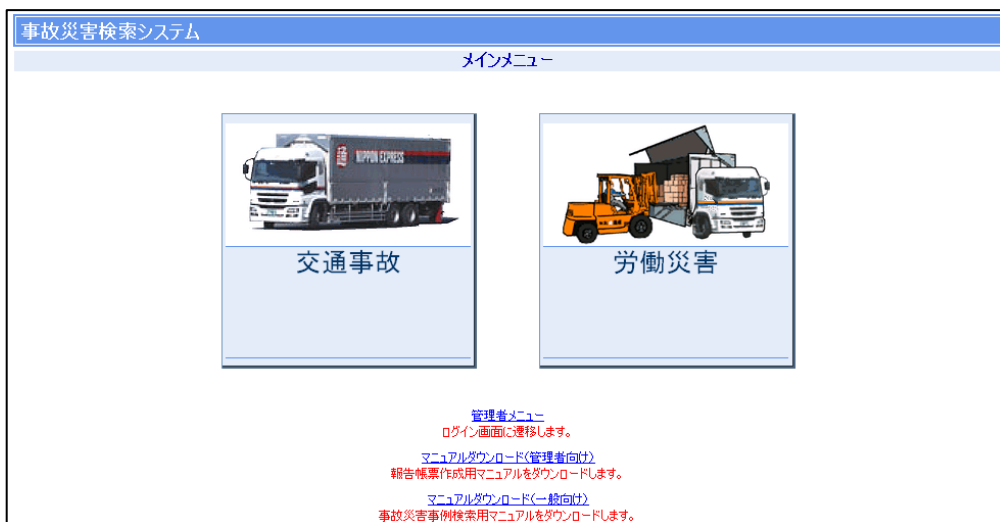 事故災害検索システム
メインメニュー
NIPPON EXPRESS
交通事故
労働災害
管理者メニュー
ログイン画面に遷移します。
マニュアルダウンロード(管理者向け)
報告帳票作成用マニュアルをダウンロードします。
マニュアルダウンロード(一般向け)
事故災害事例検索用マニュアルをダウンロードします。